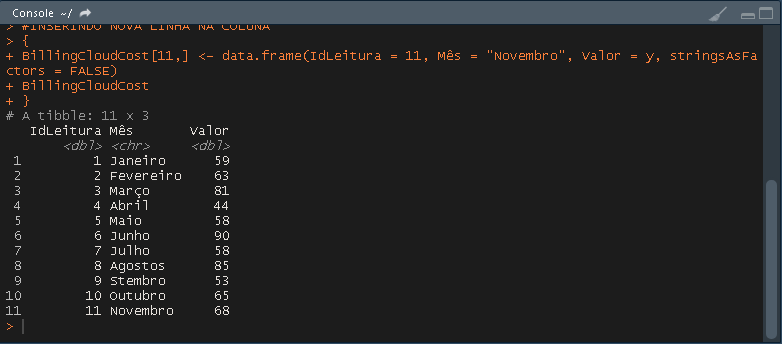 Console ~/
> #INSERINDO NOVA LINHA NA COLUNA
> {
+ BillingCloudCost[11,] <- data.frame(IdLeitura = 11, Mês = "Novembro", Valor = y, stringsAsFa
ctors = FALSE)
+ BillingCloudCost
+ }
# A tibble: 11 x 3
IdLeitura Mês Valor
<dbl> <chr> <dbl>
1 1 Janeiro 59
2 2 Fevereiro 63
3 3 Março 81
4 4 Abril 44
5 5 Maio 58
6 6 Junho 90
7 7 Julho 58
8 8 Agostos 85
9 9 Stembro 53
10 10 Outubro 65
11 11 Novembro 68
>